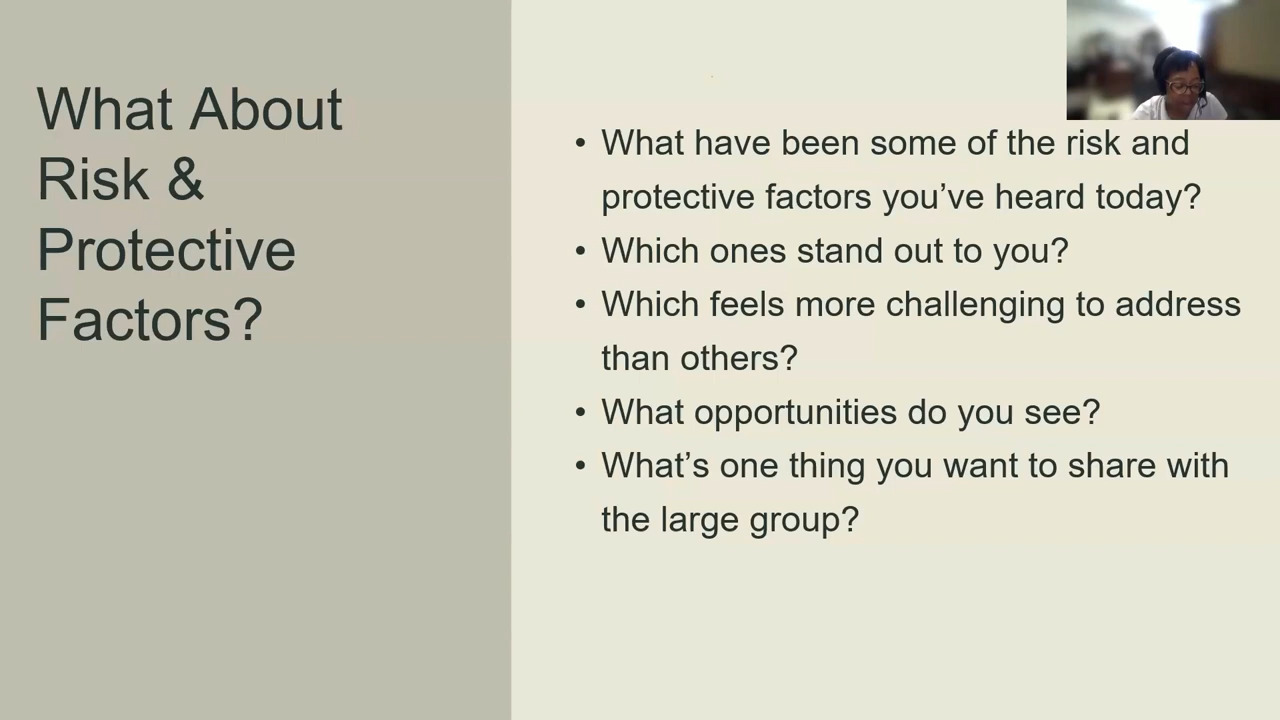 What About
Risk &
Protective
Factors?
• What have been some of the risk and
protective factors you’ve heard today?
• Which ones stand out to you?
• Which feels more challenging to address
than others?
• What opportunities do you see?
• What’s one thing you want to share with
the large group?